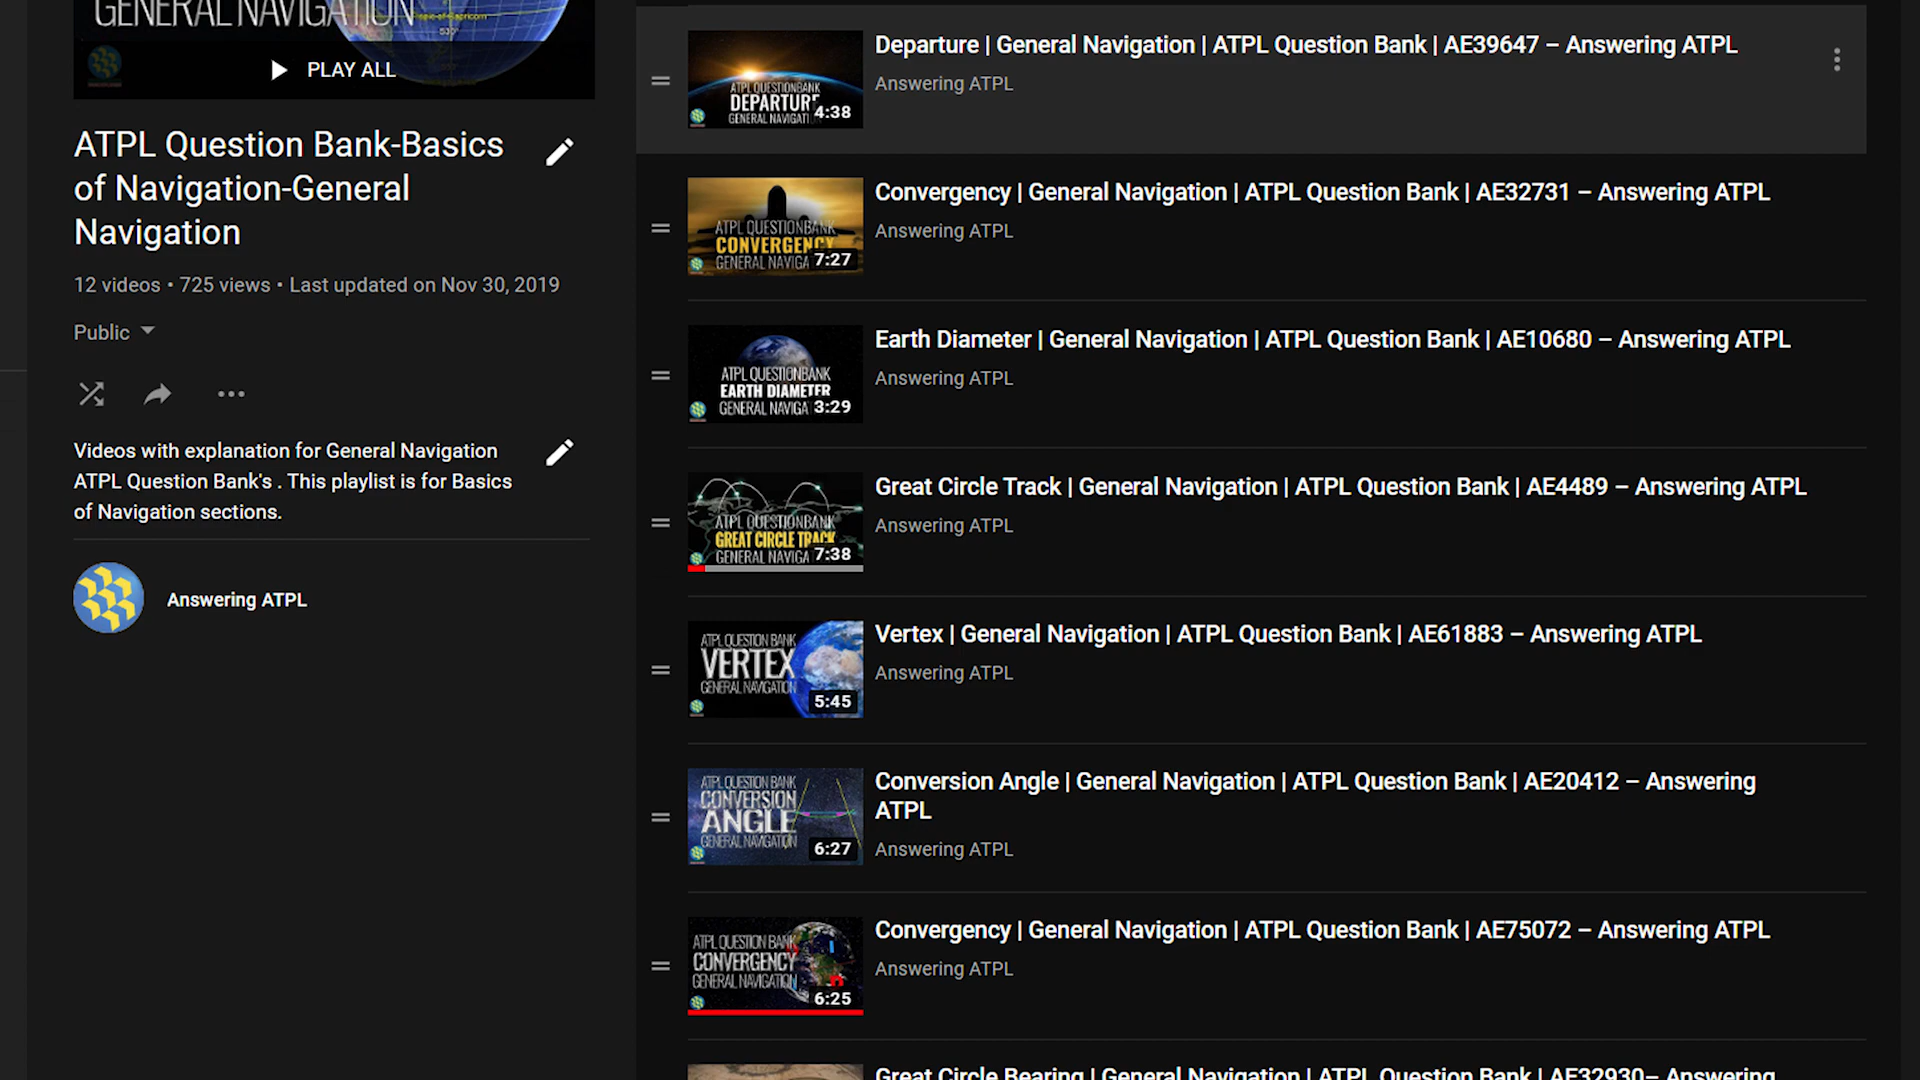 GENERAL NAVIGATION
PLAY ALL
ATPL Question Bank-Basics
of Navigation-General
Navigation
12 videos • 725 views • Last updated on Nov 30, 2019
Public
Videos with explanation for General Navigation
ATPL Question Bank's . This playlist is for Basics
of Navigation sections.
Answering ATPL
ATPL QUESTIONBANK
DEPARTURE
GENERAL NAVIGATI
4:38
Departure | General Navigation | ATPL Question Bank | AE39647 – Answering ATPL
Answering ATPL
ATPL QUESTIONBANK
CONVERGENCY
GENERAL NAVIGA
7:27
Convergency | General Navigation | ATPL Question Bank | AE32731 – Answering ATPL
Answering ATPL
ATPL QUESTIONBANK
EARTH DIAMETER
GENERAL NAVIGA
3:29
Earth Diameter | General Navigation | ATPL Question Bank | AE10680 – Answering ATPL
Answering ATPL
ATPL QUESTIONBANK
GREAT CIRCLE TRACK
GENERAL NAVIGA
7:38
Great Circle Track | General Navigation | ATPL Question Bank | AE4489 – Answering ATPL
Answering ATPL
ATPL QUESTION BANK
VERTEX
GENERAL NAVIGATION
5:45
Vertex | General Navigation | ATPL Question Bank | AE61883 – Answering ATPL
Answering ATPL
ATPL QUESTION BANK
CONVERSION
ANGLE
GENERAL NAVIGATION
6:27
Conversion Angle | General Navigation | ATPL Question Bank | AE20412 – Answering
ATPL
Answering ATPL
ATPL QUESTION BANK
CONVERGENCY
GENERAL NAVIGATION
6:25
Convergency | General Navigation | ATPL Question Bank | AE75072 – Answering ATPL
Answering ATPL
Great Circle Bearing | General Navigation | ATPL Question Bank | AE32930– Answering